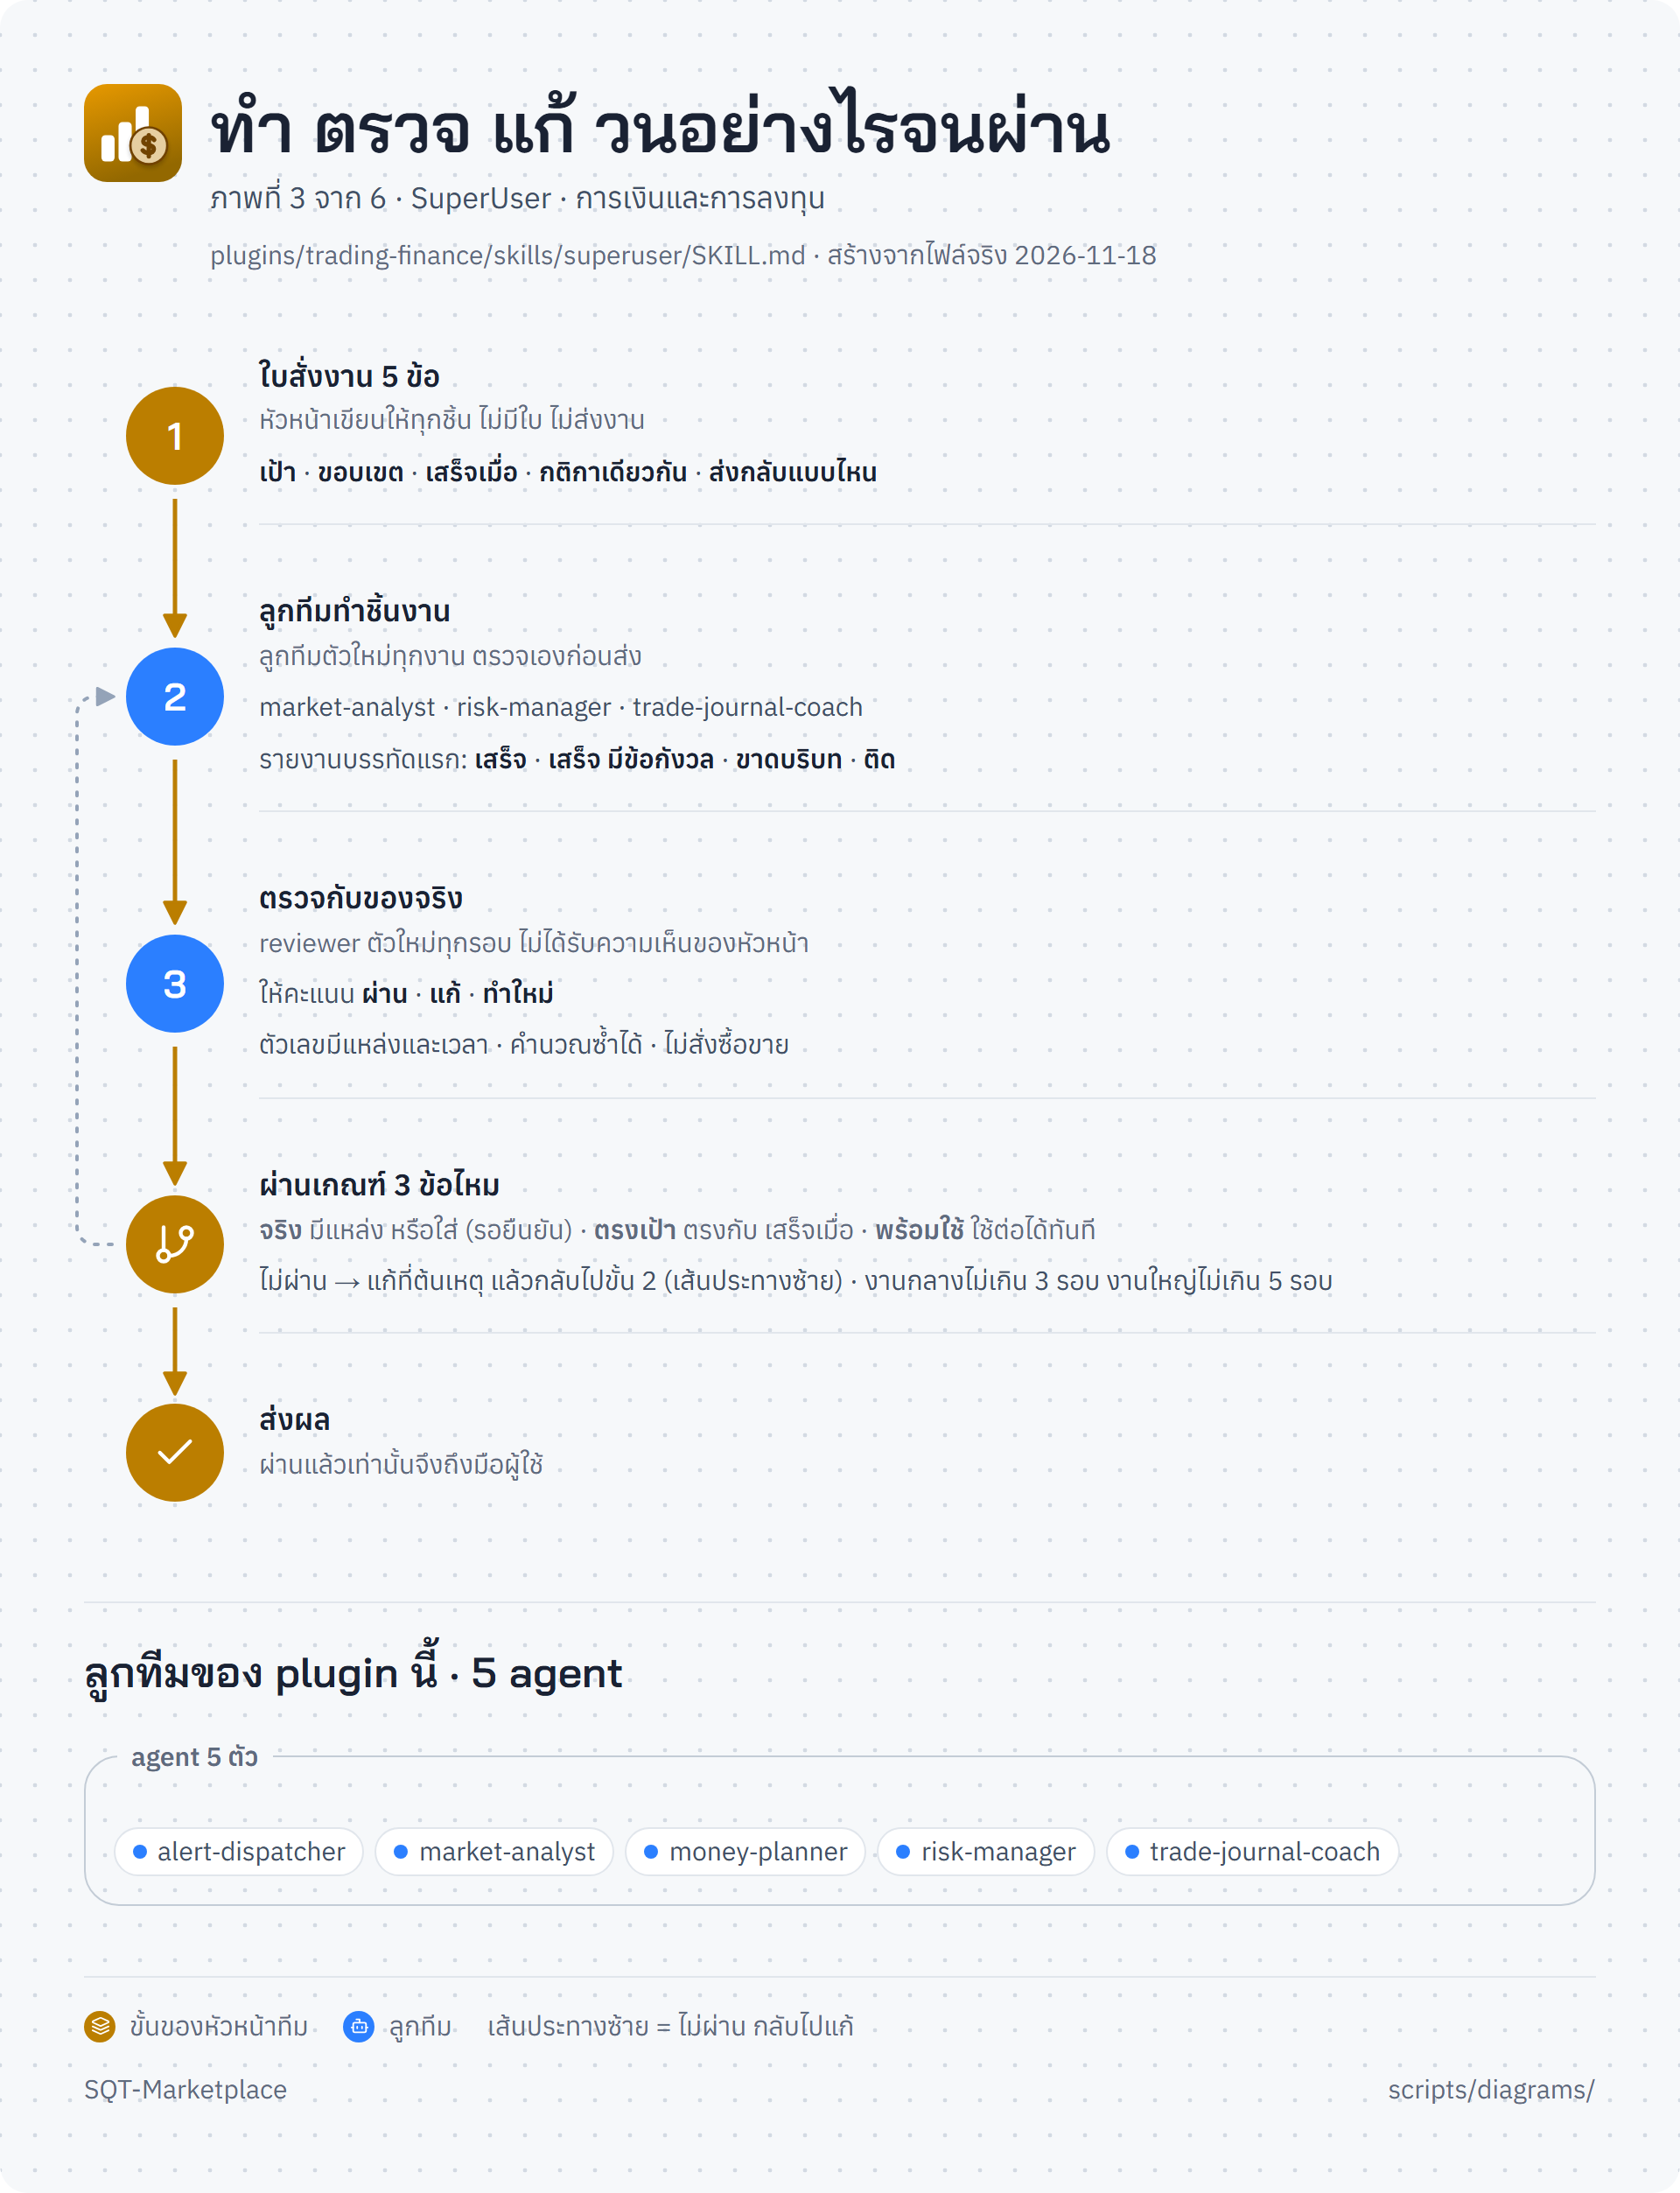 ทำ ตรวจ แก้ วนอย่างไรจนผ่าน
ภาพที่ 3 จาก 6 · SuperUser · การเงินและการลงทุน
plugins/trading-finance/skills/superuser/SKILL.md · สร้างจากไฟล์จริง 2026-11-18
1
ใบสั่งงาน 5 ข้อ
หัวหน้าเขียนให้ทุกชิ้น ไม่มีใบ ไม่ส่งงาน
เป้า · ขอบเขต · เสร็จเมื่อ · กติกาเดียวกัน · ส่งกลับแบบไหน
2
ลูกทีมทำชิ้นงาน
ลูกทีมตัวใหม่ทุกงาน ตรวจเองก่อนส่ง
market-analyst · risk-manager · trade-journal-coach
รายงานบรรทัดแรก: เสร็จ · เสร็จ มีข้อกังวล · ขาดบริบท · ติด
3
ตรวจกับของจริง
reviewer ตัวใหม่ทุกรอบ ไม่ได้รับความเห็นของหัวหน้า
ให้คะแนน ผ่าน · แก้ · ทำใหม่
ตัวเลขมีแหล่งและเวลา · คำนวณซ้ำได้ · ไม่สั่งซื้อขาย
ผ่านเกณฑ์ 3 ข้อไหม
จริง มีแหล่ง หรือใส่ (รอยืนยัน) · ตรงเป้า ตรงกับ เสร็จเมื่อ · พร้อมใช้ ใช้ต่อได้ทันที
ไม่ผ่าน → แก้ที่ต้นเหตุ แล้วกลับไปขั้น 2 (เส้นประทางซ้าย) · งานกลางไม่เกิน 3 รอบ งานใหญ่ไม่เกิน 5 รอบ
ส่งผล
ผ่านแล้วเท่านั้นจึงถึงมือผู้ใช้
ลูกทีมของ plugin นี้ · 5 agent
agent 5 ตัว
alert-dispatcher
market-analyst
money-planner
risk-manager
trade-journal-coach
ขั้นของหัวหน้าทีม
ลูกทีม
เส้นประทางซ้าย = ไม่ผ่าน กลับไปแก้
SQT-Marketplace
scripts/diagrams/